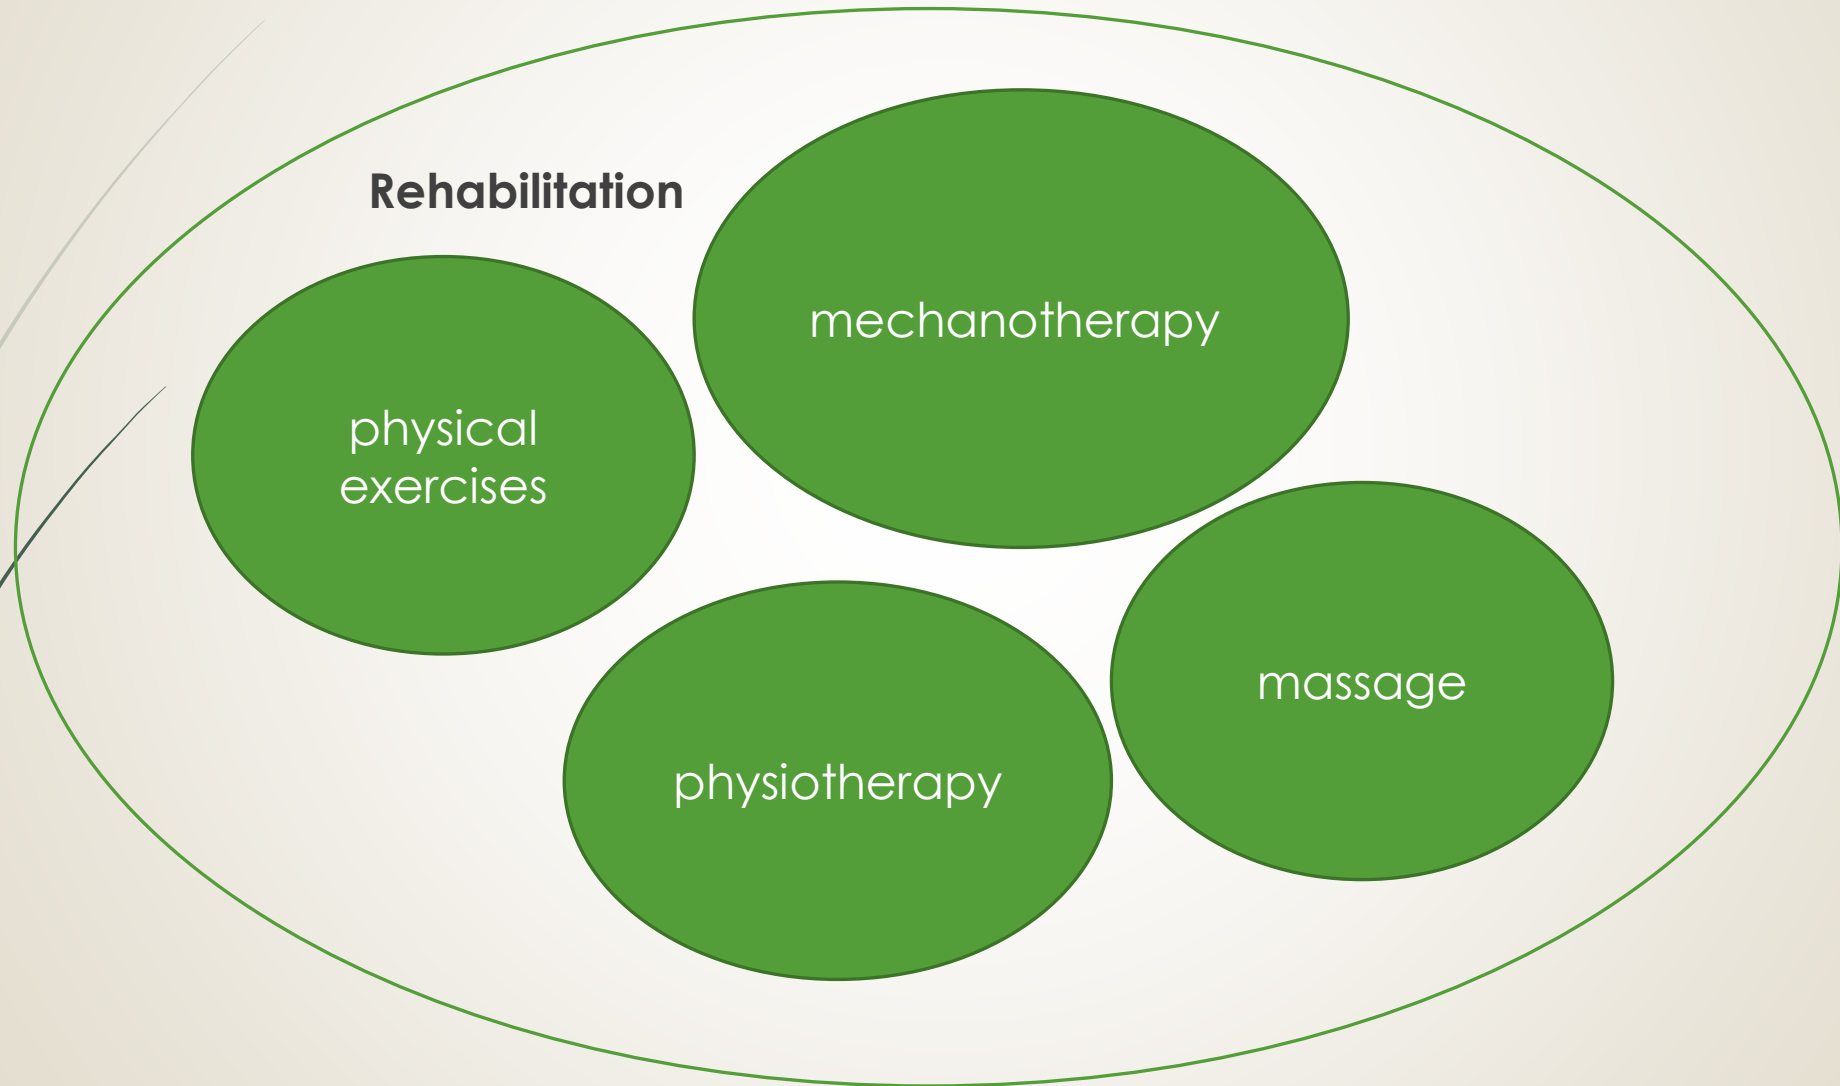 Rehabilitation
mechanotherapy
physical
exercises
massage
physiotherapy